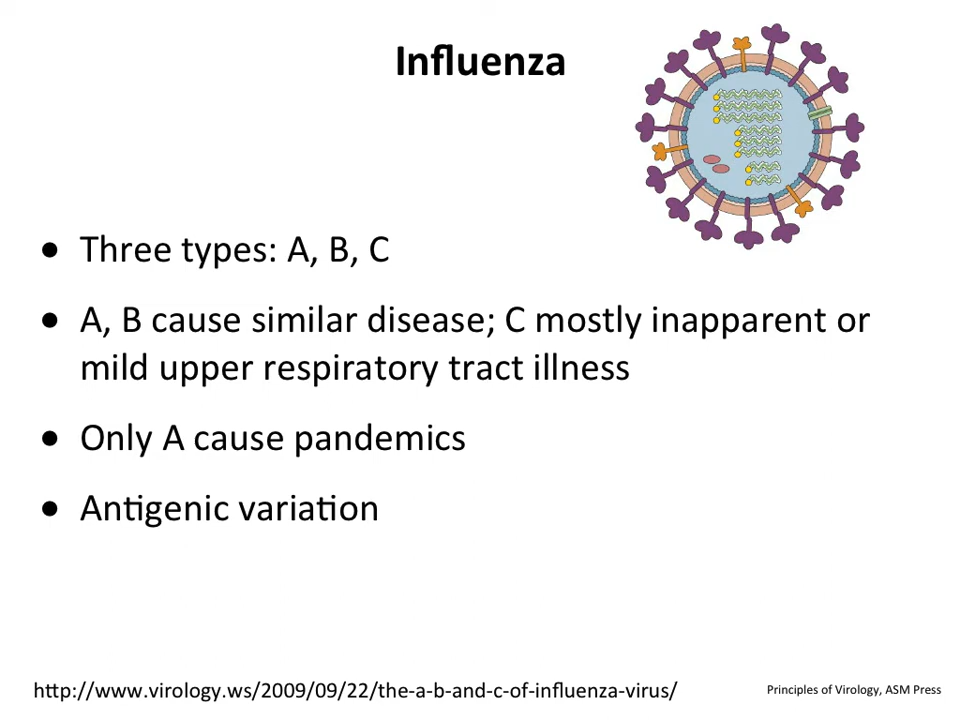 Influenza
• Three types: A, B, C
• A, B cause similar disease; C mostly inapparent or
mild upper respiratory tract illness
• Only A cause pandemics
• Antigenic variation
http://www.virology.ws/2009/09/22/the-a-b-and-c-of-influenza-virus/
Principles of Virology, ASM Press